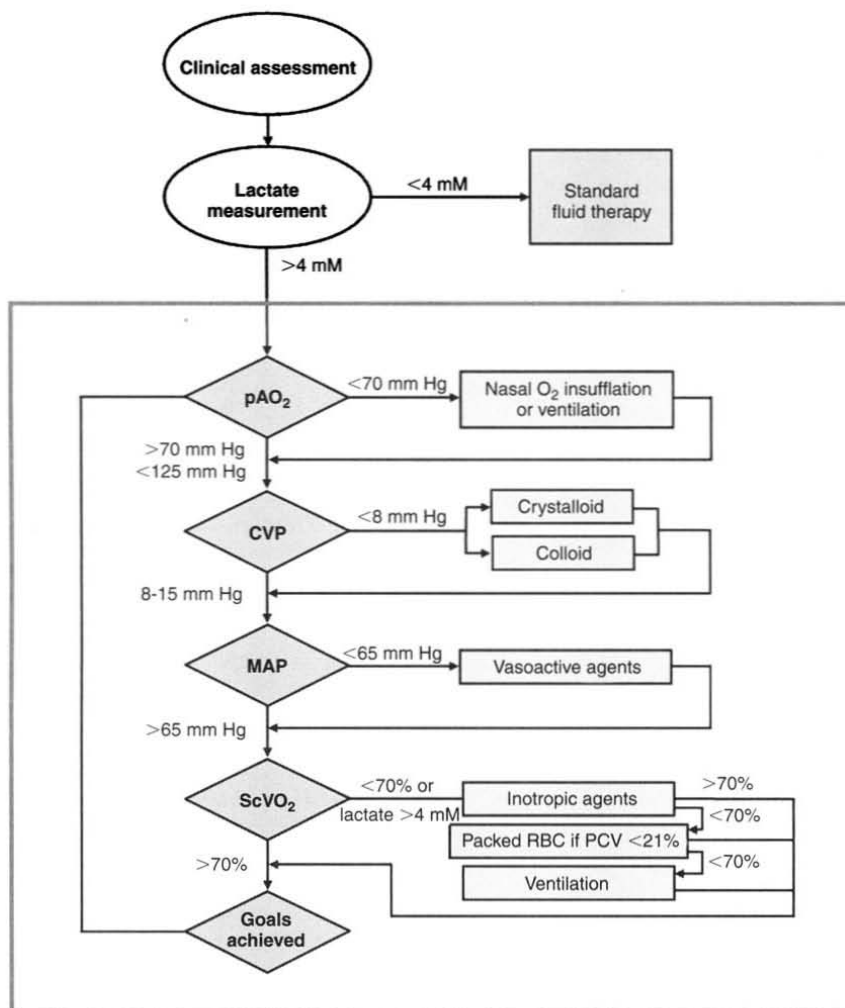 Clinical assessment
Lactate
measurement
<4 mM
Standard
fluid therapy
>4 mM
pAO₂
<70 mm Hg
Nasal O₂ insufflation
or ventilation
>70 mm Hg
<125 mm Hg
CVP
<8 mm Hg
Crystalloid
Colloid
8-15 mm Hg
MAP
<65 mm Hg
Vasoactive agents
>65 mm Hg
ScVO₂
<70% or
lactate >4 mM
Inotropic agents
>70%
<70%
Packed RBC if PCV <21%
<70%
Ventilation
>70%
Goals
achieved